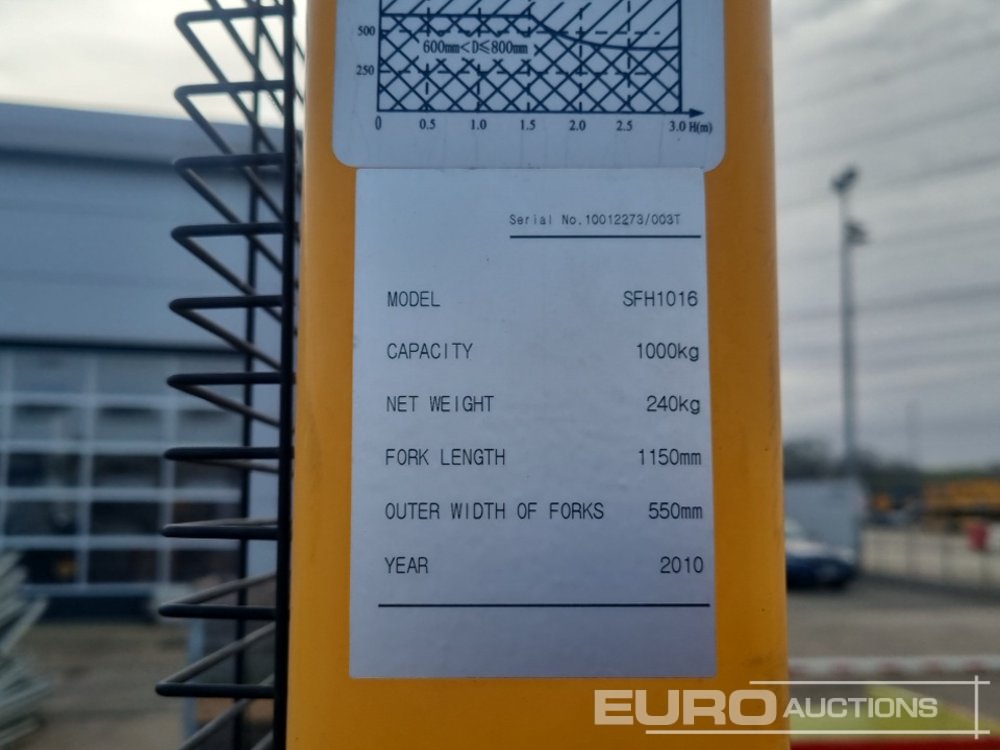 500
600mm<D≤800mm
250
0 0.5 1.0 1.5 2.0 2.5 3.0 H(m)
Serial No.10012273/003T
MODEL SFH1016
CAPACITY 1000kg
NET WEIGHT 240kg
FORK LENGTH 1150mm
OUTER WIDTH OF FORKS 550mm
YEAR 2010
EURO AUCTIONS